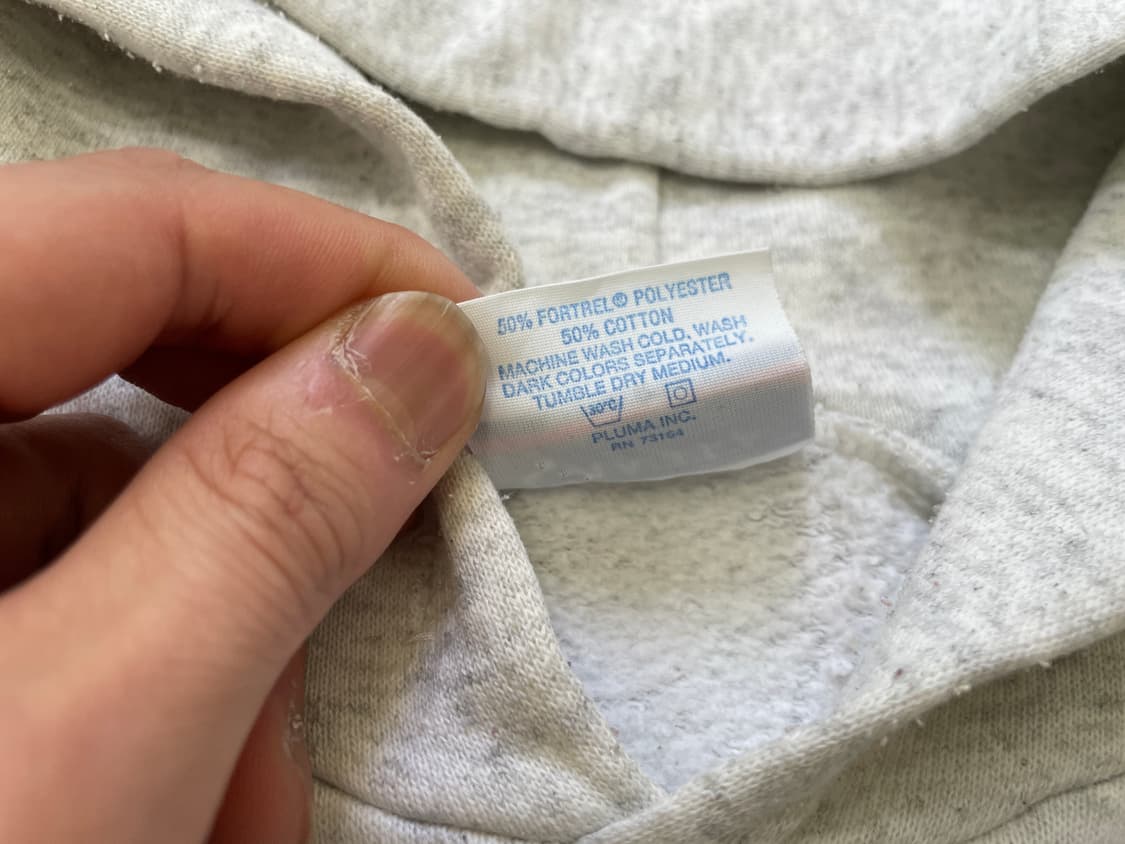 50% FORTREL® POLYESTER
50% COTTON
MACHINE WASH COLD, WASH
DARK COLORS SEPARATELY.
TUMBLE DRY MEDIUM.
30°C
PLUMA INC.
RN 73164